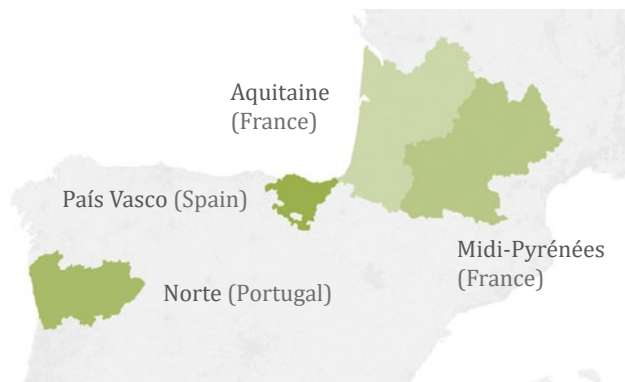 Aquitaine
(France)
País Vasco (Spain)
Midi-Pyrénées
(France)
Norte (Portugal)